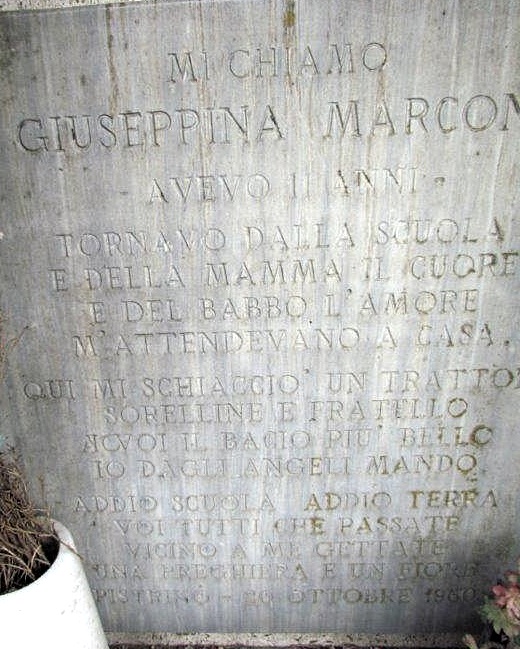 MI CHIAMO
GIUSEPPINA MARCON
AVEVO 11 ANNI -
TORNAVO DALLA SCUOLA
E DELLA MAMMA IL CUORE
E DEL BABBO L'AMORE
M'ATTENDEVANO A CASA.
QUI MI SCHIACCIO' UN TRATTO
SORELLINE E FRATELLO
A VOI IL BACIO PIU' BELLO
IO DAGLI ANGELI MANDO.
- ADDIO SCUOLA ADDIO TERRA
VOI TUTTI CHE PASSATE
VICINO A ME GETTATE
UNA PREGHIERA E UN FIORE
PISTRINO - 20 OTTOBRE